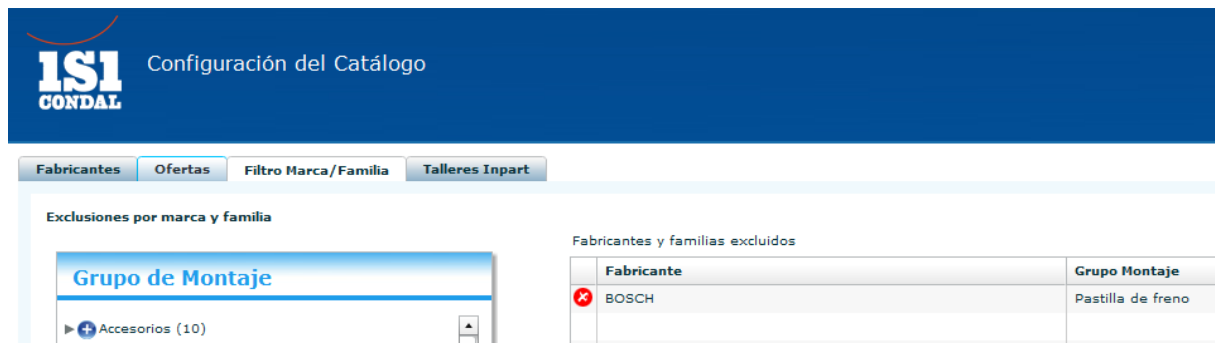 ISI
CONDAL
Configuración del Catálogo
Fabricantes
Ofertas
Filtro Marca/Familia
Talleres Inpart
Exclusiones por marca y familia
Grupo de Montaje
Accesorios (10)
Fabricantes y familias excluidos
Fabricante
Grupo Montaje
BOSCH
Pastilla de freno